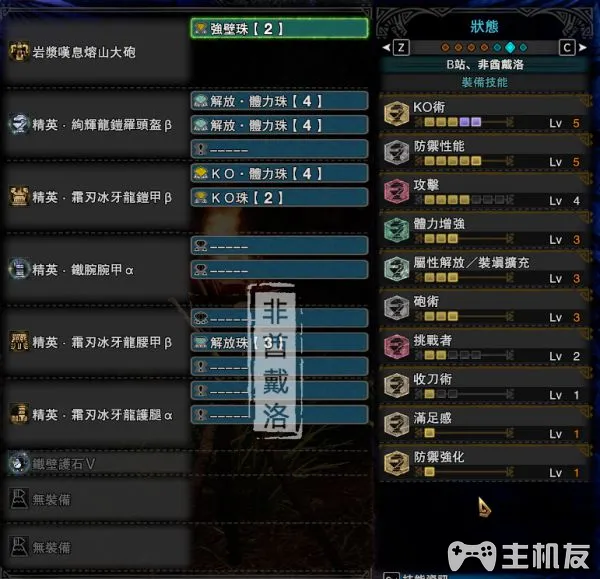 岩漿嘆息熔山大砲
強壁珠【2】
精英．絢輝龍鎧羅頭盔β
解放．體力珠【4】
解放．體力珠【4】
-----
精英．霜刃冰牙龍鎧甲β
KO．體力珠【4】
KO珠【2】
精英．鐵腕腕甲α
-----
-----
精英．霜刃冰牙龍腰甲β
-----
解放珠【3】
-----
精英．霜刃冰牙龍護腿α
-----
-----
鐵壁護石V
無裝備
無裝備
非酋戴洛
狀態
Z
C
B站、非酋戴洛
裝備技能
KO術
Lv 5
防禦性能
Lv 5
攻擊
Lv 4
體力增強
Lv 3
屬性解放／裝填擴充
Lv 3
砲術
Lv 3
挑戰者
Lv 2
收刀術
Lv 1
滿足感
Lv 1
防禦強化
Lv 1
主机友